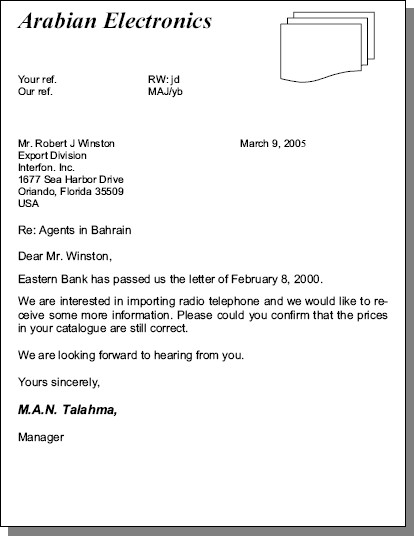 Arabian Electronics
Your ref. RW: jd
Our ref. MAJ/yb
Mr. Robert J Winston March 9, 2005
Export Division
Interfon. Inc.
1677 Sea Harbor Drive
Orlando, Florida 35509
USA
Re: Agents in Bahrain
Dear Mr. Winston,
Eastern Bank has passed us the letter of February 8, 2000.
We are interested in importing radio telephone and we would like to re-
ceive some more information. Please could you confirm that the prices
in your catalogue are still correct.
We are looking forward to hearing from you.
Yours sincerely,
M.A.N. Talahma,
Manager